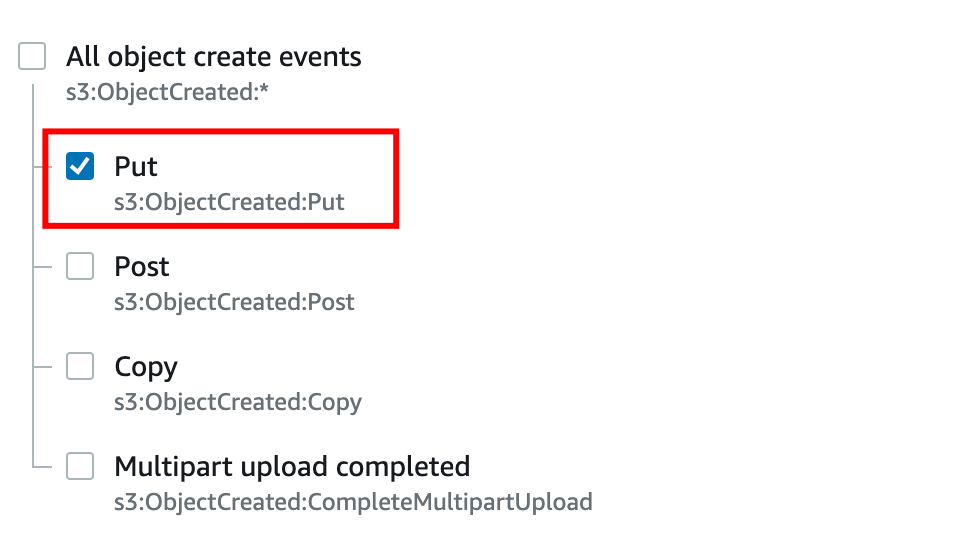 All object create events
s3:ObjectCreated:*
Put
s3:ObjectCreated:Put
Post
s3:ObjectCreated:Post
Copy
s3:ObjectCreated:Copy
Multipart upload completed
s3:ObjectCreated:CompleteMultipartUpload